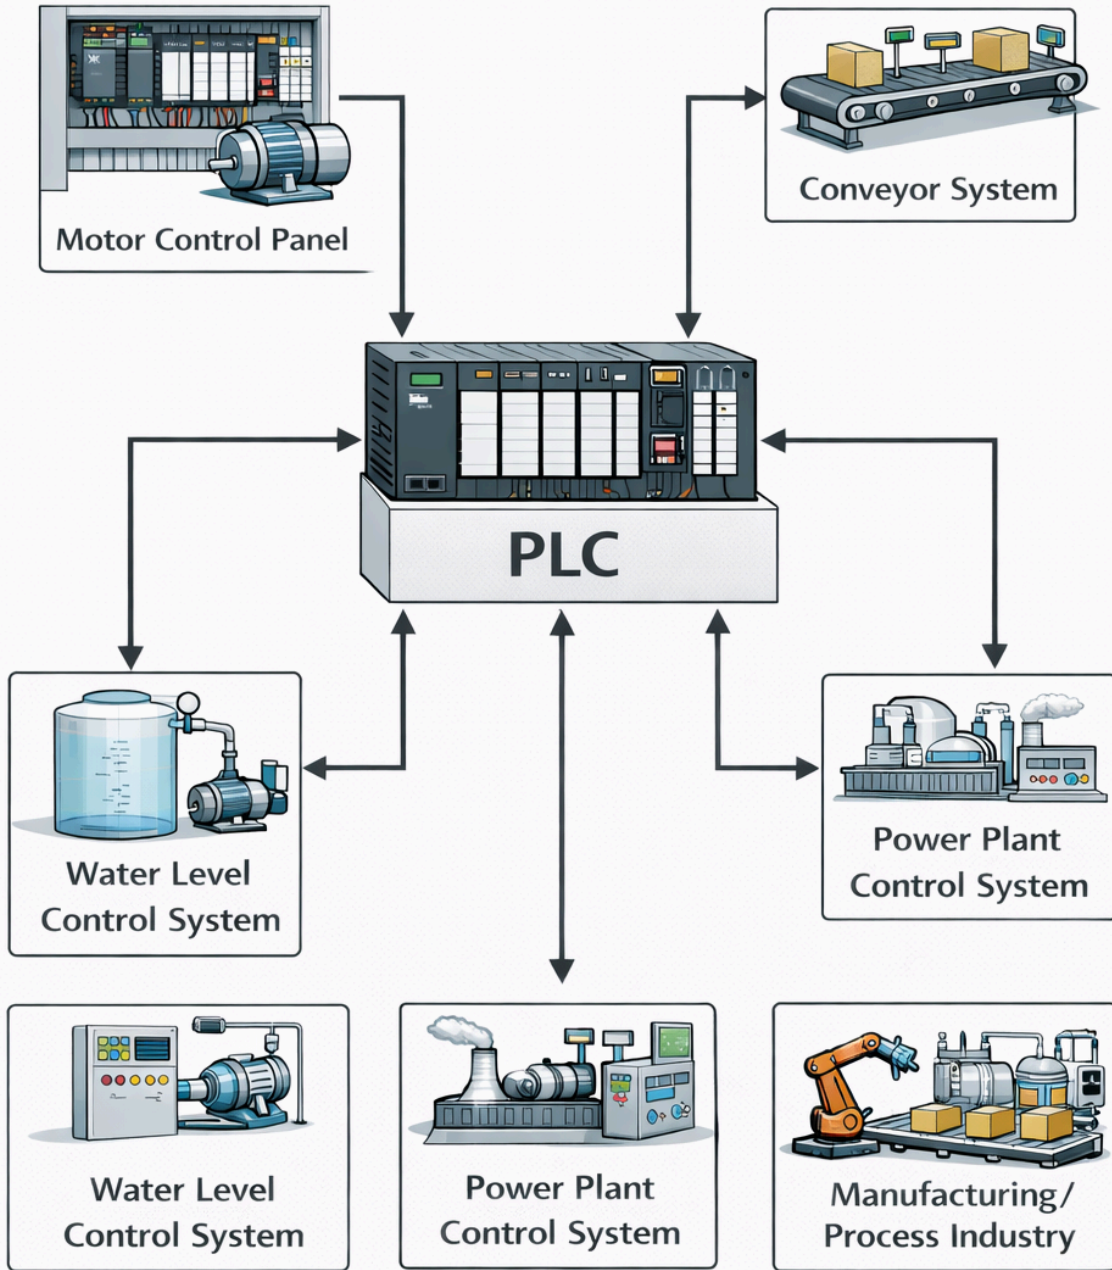 Motor Control Panel
Conveyor System
PLC
Water Level
Control System
Power Plant
Control System
Water Level
Control System
Power Plant
Control System
Manufacturing/
Process Industry